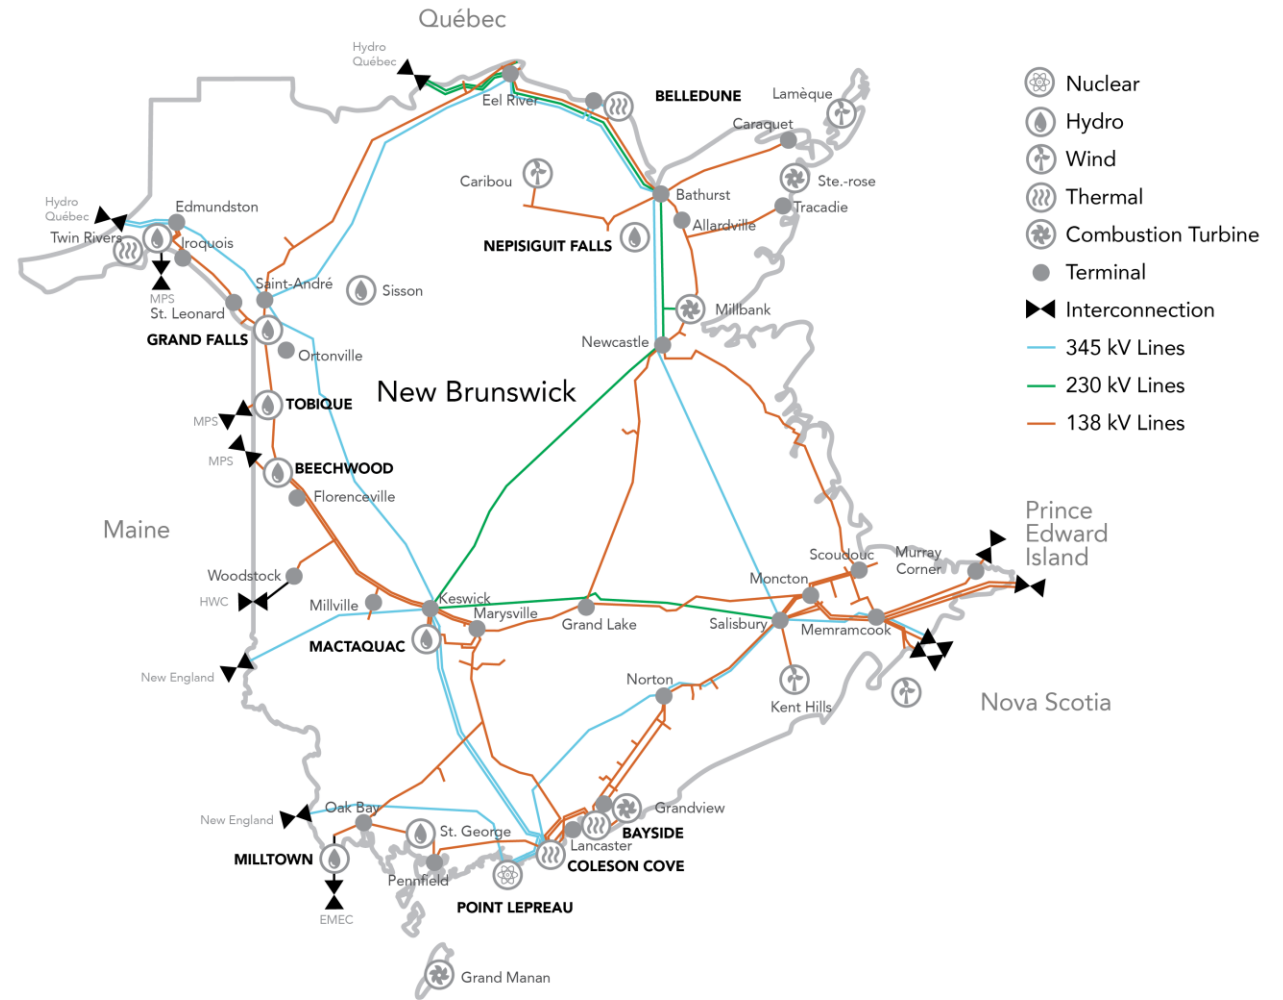 Québec
Hydro
Québec
Eel River
BELLEDUNE
Lamèque
Caraquet
Caribou
Bathurst
Ste.-rose
Tracadie
Allardville
NEPISIGUIT FALLS
Hydro
Québec
Edmundston
Twin Rivers
Iroquois
MPS
St. Leonard
Saint-André
Sisson
GRAND FALLS
Ortonville
Millbank
Newcastle
New Brunswick
TOBIQUE
MPS
MPS
BEECHWOOD
Florenceville
Maine
Woodstock
HWC
Millville
Keswick
Marysville
MACTAQUAC
New England
Grand Lake
Salisbury
Moncton
Scoudouc
Murray
Corner
Memramcook
Prince
Edward
Island
Norton
Kent Hills
Nova Scotia
New England
Oak Bay
St. George
MILLTOWN
EMEC
Pennfield
Grandview
BAYSIDE
Lancaster
COLESON COVE
POINT LEPREAU
Grand Manan
Nuclear
Hydro
Wind
Thermal
Combustion Turbine
Terminal
Interconnection
345 kV Lines
230 kV Lines
138 kV Lines